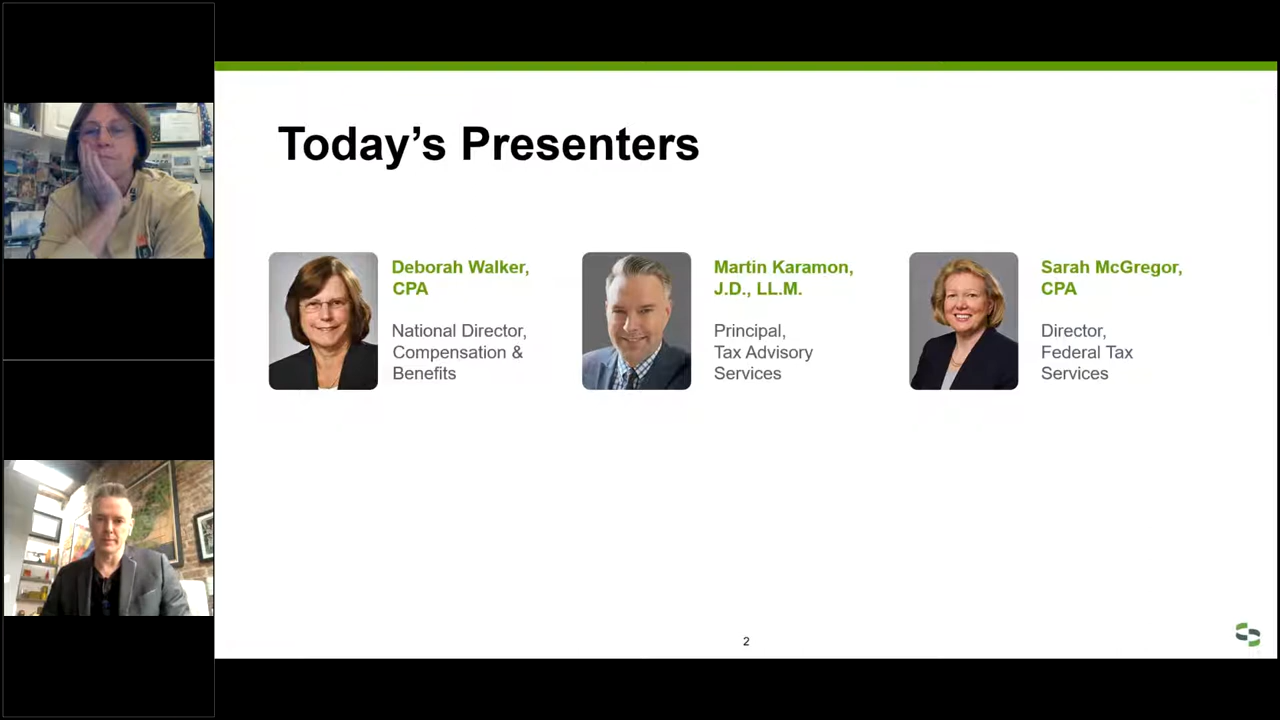 Today's Presenters
Deborah Walker,
CPA
National Director,
Compensation &
Benefits
Martin Karamon,
J.D., LL.M.
Principal,
Tax Advisory
Services
Sarah McGregor,
CPA
Director,
Federal Tax
Services
2